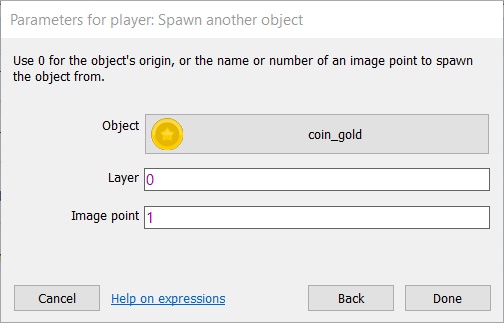 Parameters for player: Spawn another object
Use 0 for the object's origin, or the name or number of an image point to spawn
the object from.
Object
coin_gold
Layer
0
Image point
1
Cancel
Help on expressions
Back
Done